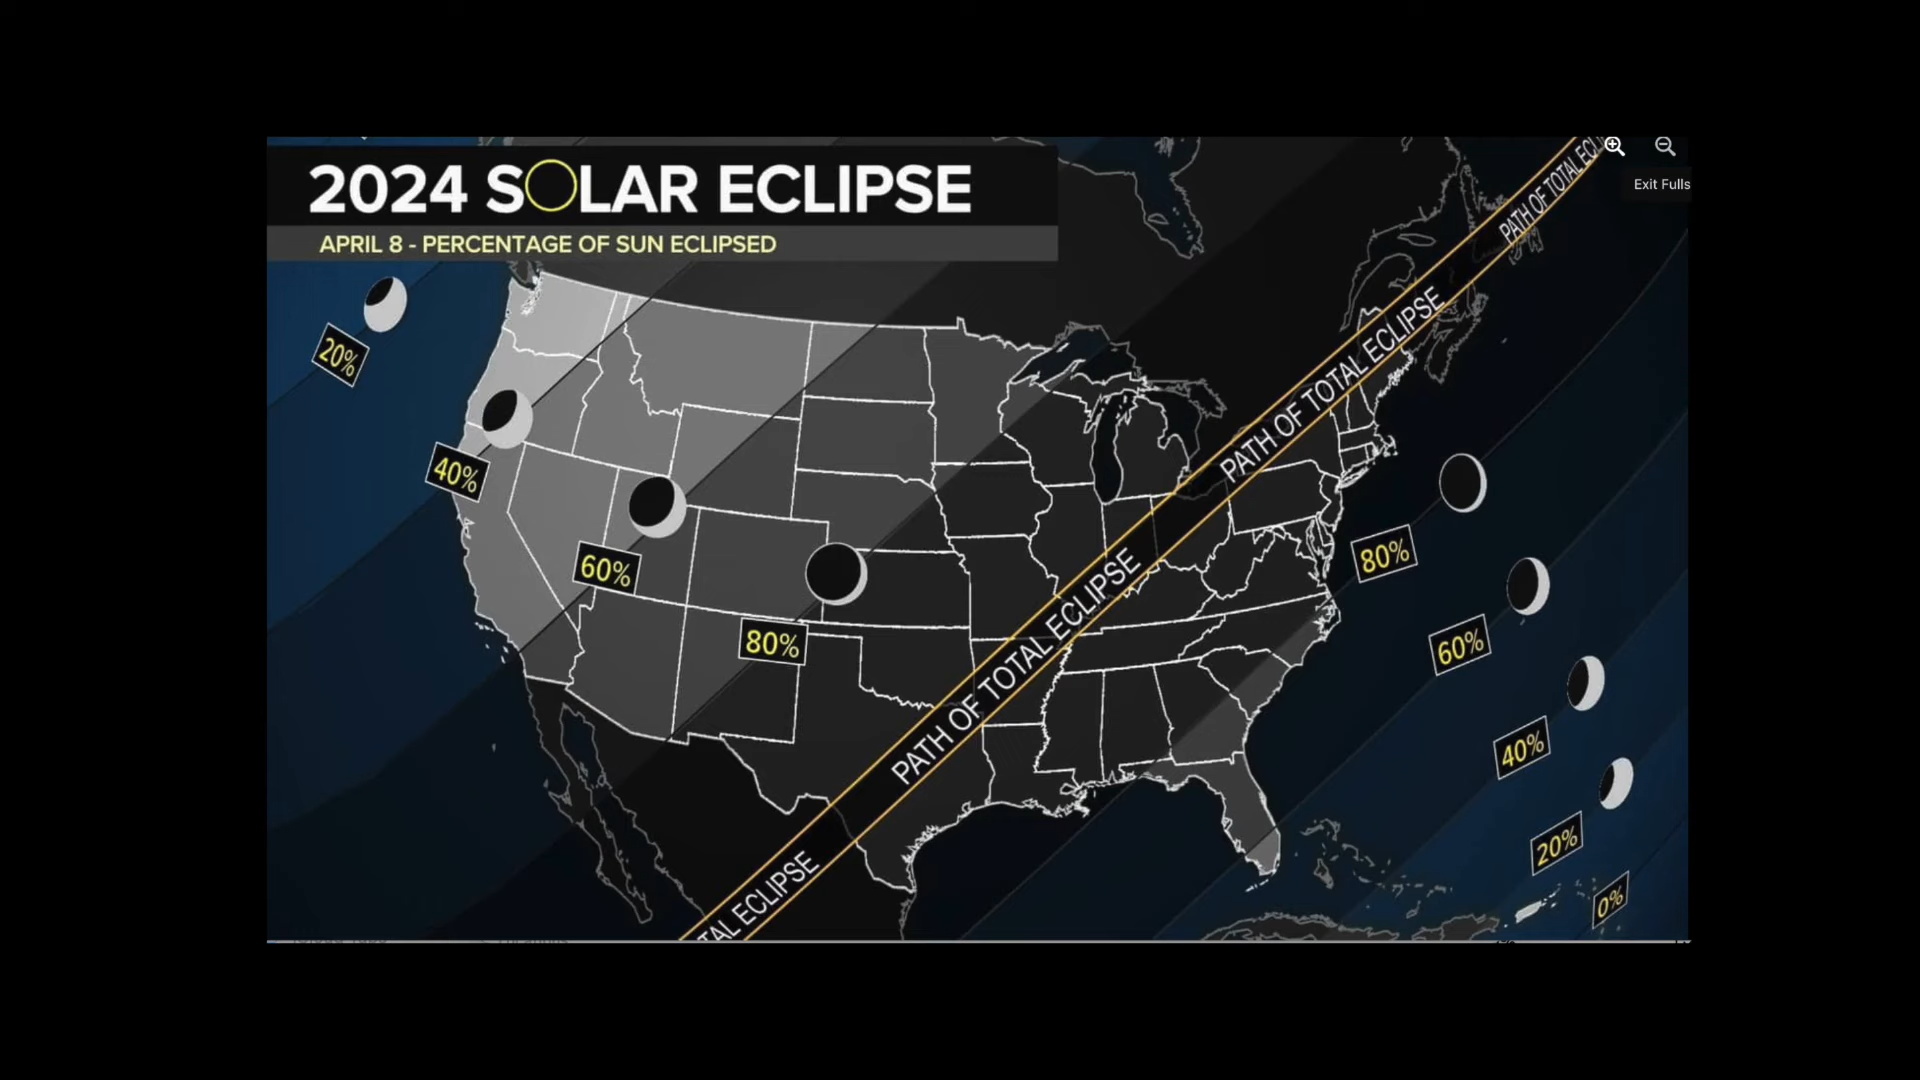 2024 SOLAR ECLIPSE
APRIL 8 - PERCENTAGE OF SUN ECLIPSED
Exit Fulls
PATH OF TOTAL ECL
PATH OF TOTAL ECLIPSE
PATH OF TOTAL ECLIPSE
PATH OF TOTAL ECLIPSE
TAL ECLIPSE
20%
40%
60%
80%
80%
60%
40%
20%
0%